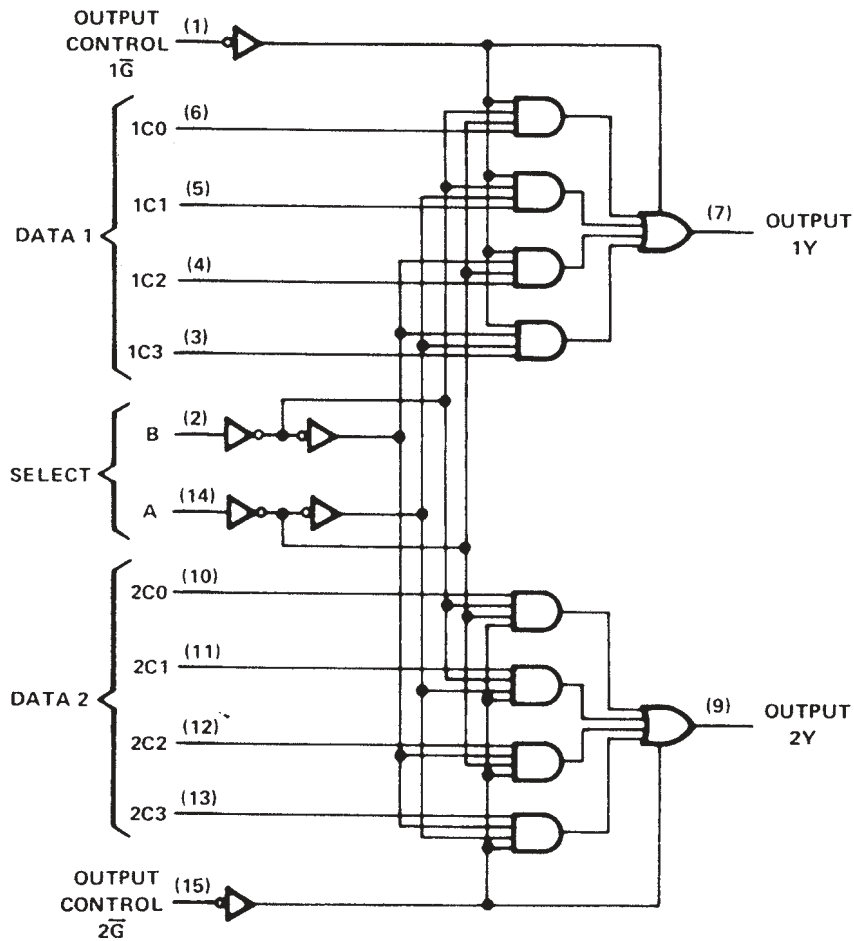 OUTPUT
CONTROL
1G̅
(1)
DATA 1
1C0 (6)
1C1 (5)
1C2 (4)
1C3 (3)
(7)
OUTPUT
1Y
SELECT
B (2)
A (14)
DATA 2
2C0 (10)
2C1 (11)
2C2 (12)
2C3 (13)
(9)
OUTPUT
2Y
OUTPUT
CONTROL
2G̅
(15)